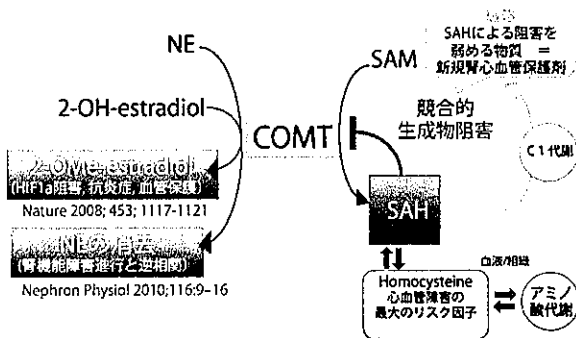 NE
2-OH-estradiol
2-OMe-estradiol
(HIF1a阻害, 抗炎症, 血管保護)
Nature 2008; 453; 1117-1121
NEの消去
(腎機能障害進行と逆相関)
Nephron Physiol 2010;116:9–16
COMT
SAM
SAHによる阻害を
弱める物質 =
新規腎心血管保護剤
競合的
生成物阻害
C1代謝
SAH
血液/組織
Homocysteine
心血管障害の
最大のリスク因子
アミノ
酸代謝